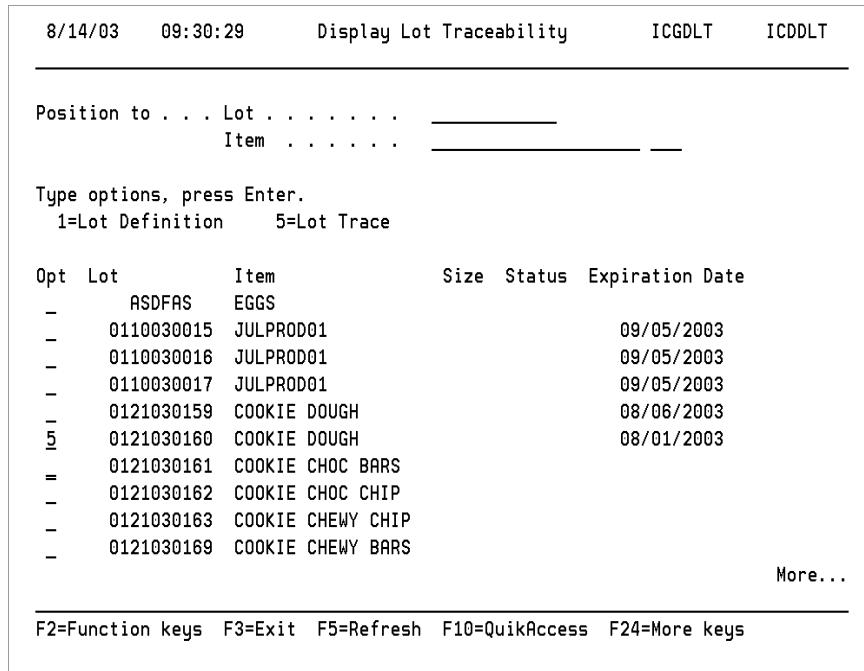 8/14/03 09:30:29 Display Lot Traceability ICGDLT ICDDLT
Position to . . . Lot . . . . . . .
Item . . . . . .
Type options, press Enter.
1=Lot Definition 5=Lot Trace
Opt Lot Item Size Status Expiration Date
_ ASDFAS EGGS
_ 0110030015 JULPROD01 09/05/2003
_ 0110030016 JULPROD01 09/05/2003
_ 0110030017 JULPROD01 09/05/2003
_ 0121030159 COOKIE DOUGH 08/06/2003
5 0121030160 COOKIE DOUGH 08/01/2003
_ 0121030161 COOKIE CHOC BARS
_ 0121030162 COOKIE CHOC CHIP
_ 0121030163 COOKIE CHEWY CHIP
_ 0121030169 COOKIE CHEWY BARS
More...
F2=Function keys F3=Exit F5=Refresh F10=QuikAccess F24=More keys